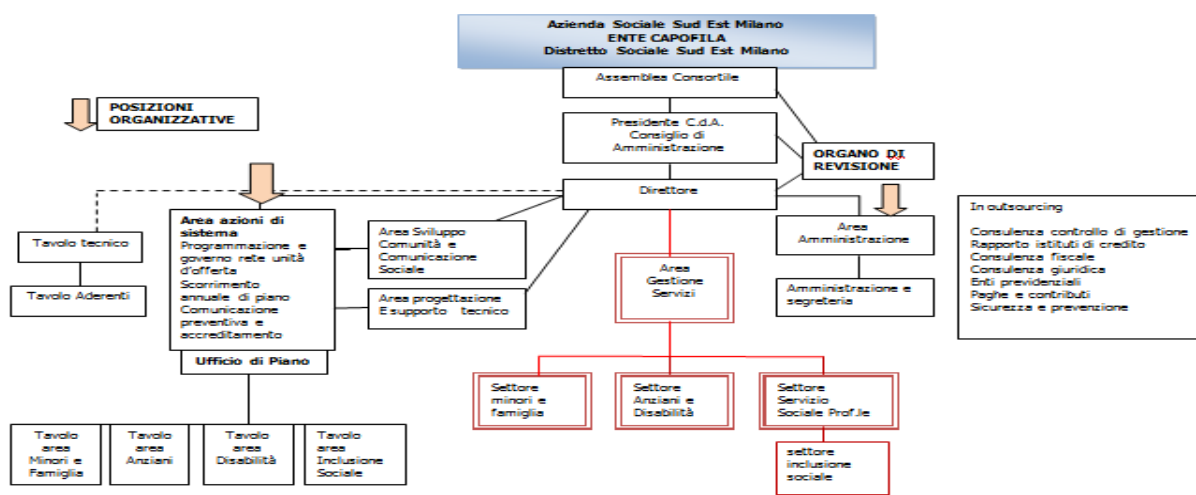 Azienda Sociale Sud Est Milano
ENTE CAPOFILA
Distretto Sociale Sud Est Milano
Assemblea Consortile
POSIZIONI
ORGANIZZATIVE
Presidente C.d.A.
Consiglio di
Amministrazione
ORGANO DI
REVISIONE
Direttore
Area azioni di
sistema
Programmazione e
governo rete unità
d'offerta
Scorrimento
annuale di piano
Comunicazione
preventiva e
accreditamento
Ufficio di Piano
Tavolo tecnico
Tavolo Aderenti
Area Sviluppo
Comunità e
Comunicazione
Sociale
Area progettazione
E supporto tecnico
Area
Gestione
Servizi
Area
Amministrazione
Amministrazione e
segreteria
In outsourcing
Consulenza controllo di gestione
Rapporto istituti di credito
Consulenza fiscale
Consulenza giuridica
Enti previdenziali
Paghe e contributi
Sicurezza e prevenzione
Settore
minori e
famiglia
Settore
Anziani e
Disabilità
Settore
Servizio
Sociale Prof.le
settore
inclusione
sociale
Tavolo
area
Minori e
Famiglia
Tavolo
area
Anziani
Tavolo
area
Disabilità
Tavolo
area
Inclusione
Sociale